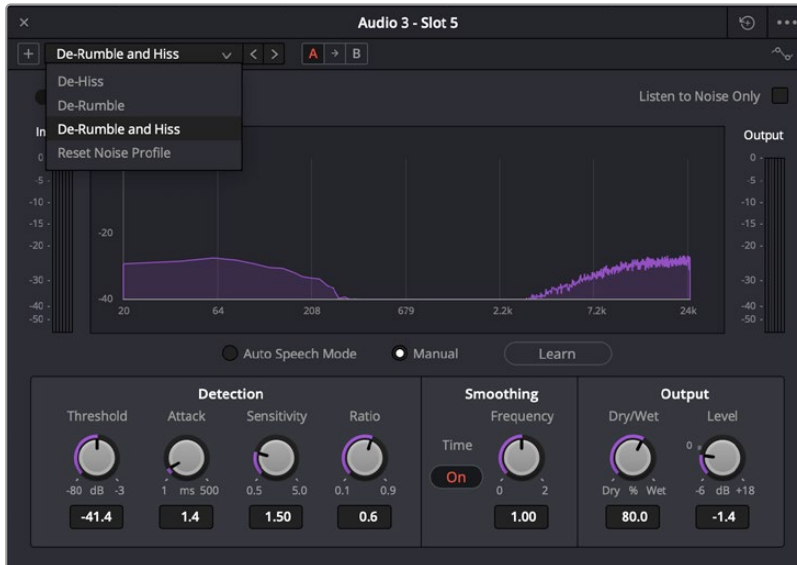 Audio 3 - Slot 5
De-Rumble and Hiss
A B
De-Hiss
De-Rumble
De-Rumble and Hiss
Reset Noise Profile
Listen to Noise Only
In
Output
0
-5
-10
-15
-20
-30
-40
-50
-20
-40
20 64 208 679 2.2k 7.2k 24k
0
-5
-10
-15
-20
-30
-40
-50
Auto Speech Mode Manual Learn
Detection
Threshold Attack Sensitivity Ratio
-80 dB -3 1 ms 500 0.5 5.0 0.1 0.9
-41.4 1.4 1.50 0.6
Smoothing
Frequency
Time
On
0 2
1.00
Output
Dry/Wet Level
0
Dry % Wet -6 dB +18
80.0 -1.4